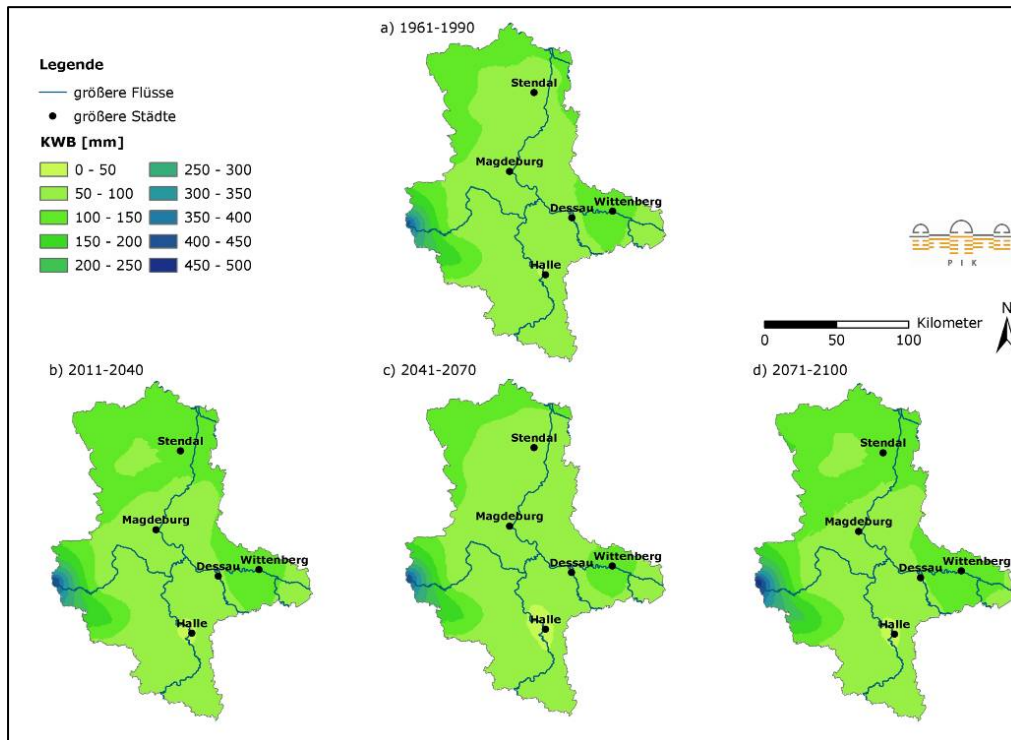 a) 1961-1990
Legende
größere Flüsse
größere Städte
KWB [mm]
0 - 50
50 - 100
100 - 150
150 - 200
200 - 250
250 - 300
300 - 350
350 - 400
400 - 450
450 - 500
Stendal
Magdeburg
Dessau
Wittenberg
Halle
P I K
N
Kilometer
0 50 100
b) 2011-2040
Stendal
Magdeburg
Dessau
Wittenberg
Halle
c) 2041-2070
Stendal
Magdeburg
Dessau
Wittenberg
Halle
d) 2071-2100
Stendal
Magdeburg
Dessau
Wittenberg
Halle